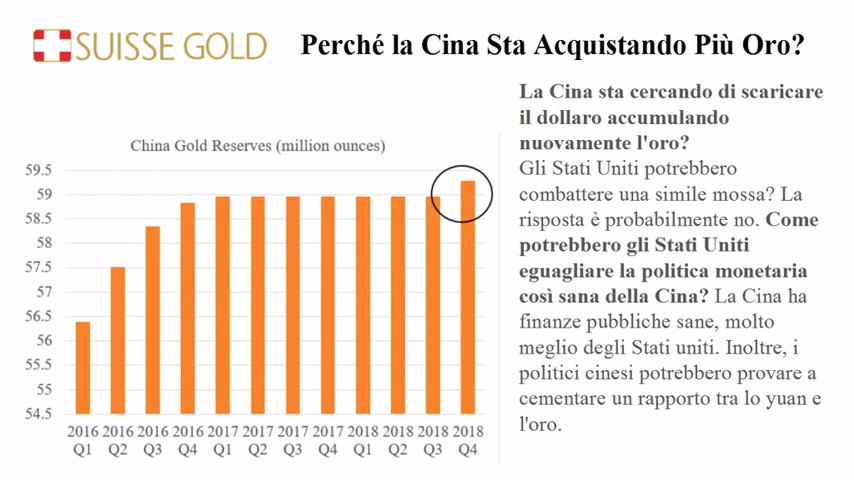 SUISSE GOLD
Perché la Cina Sta Acquistando Più Oro?
La Cina sta cercando di scaricare
il dollaro accumulando
nuovamente l'oro?
Gli Stati Uniti potrebbero
combattere una simile mossa? La
risposta è probabilmente no. Come
potrebbero gli Stati Uniti
eguagliare la politica monetaria
così sana della Cina? La Cina ha
finanze pubbliche sane, molto
meglio degli Stati uniti. Inoltre, i
politici cinesi potrebbero provare a
cementare un rapporto tra lo yuan e
l'oro.
China Gold Reserves (million ounces)
59.5
59
58.5
58
57.5
57
56.5
56
55.5
55
54.5
2016 2016 2016 2016 2017 2017 2017 2017 2018 2018 2018 2018
Q1 Q2 Q3 Q4 Q1 Q2 Q3 Q4 Q1 Q2 Q3 Q4